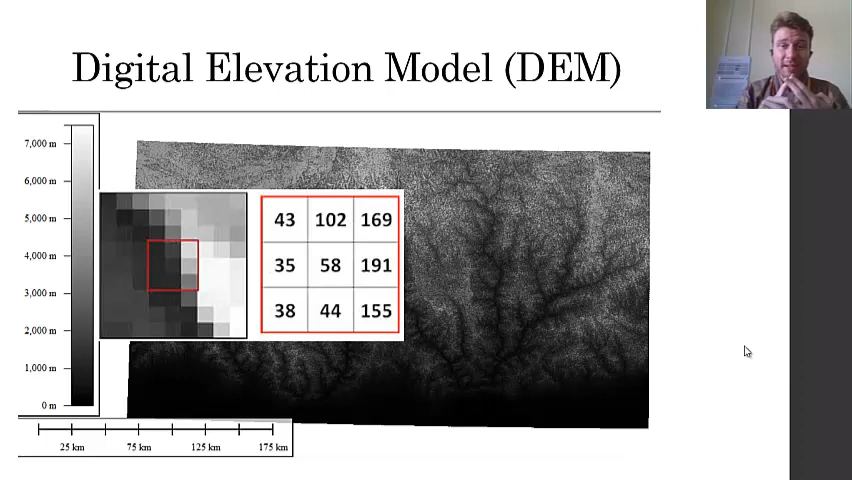 Digital Elevation Model (DEM)
7,000 m
6,000 m
5,000 m
4,000 m
3,000 m
2,000 m
1,000 m
0 m
43 102 169
35 58 191
38 44 155
25 km 75 km 125 km 175 km